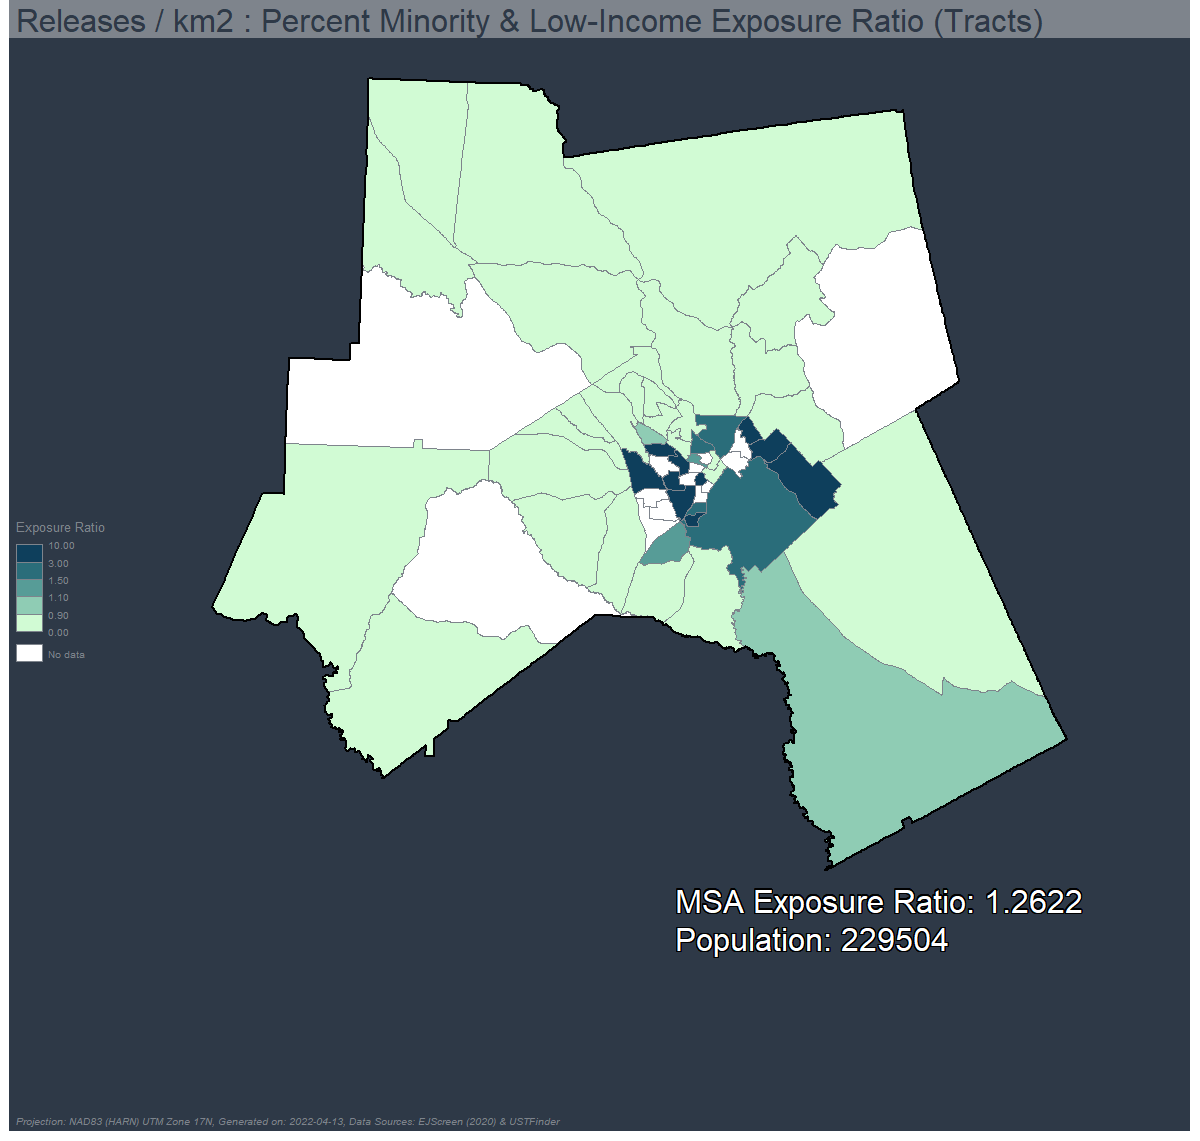 Releases / km2 : Percent Minority & Low-Income Exposure Ratio (Tracts)
Exposure Ratio
10.00
3.00
1.50
1.10
0.90
0.00
No data
MSA Exposure Ratio: 1.2622
Population: 229504
Projection: NAD83 (HARN) UTM Zone 17N, Generated on: 2022-04-13, Data Sources: EJScreen (2020) & USTFinder